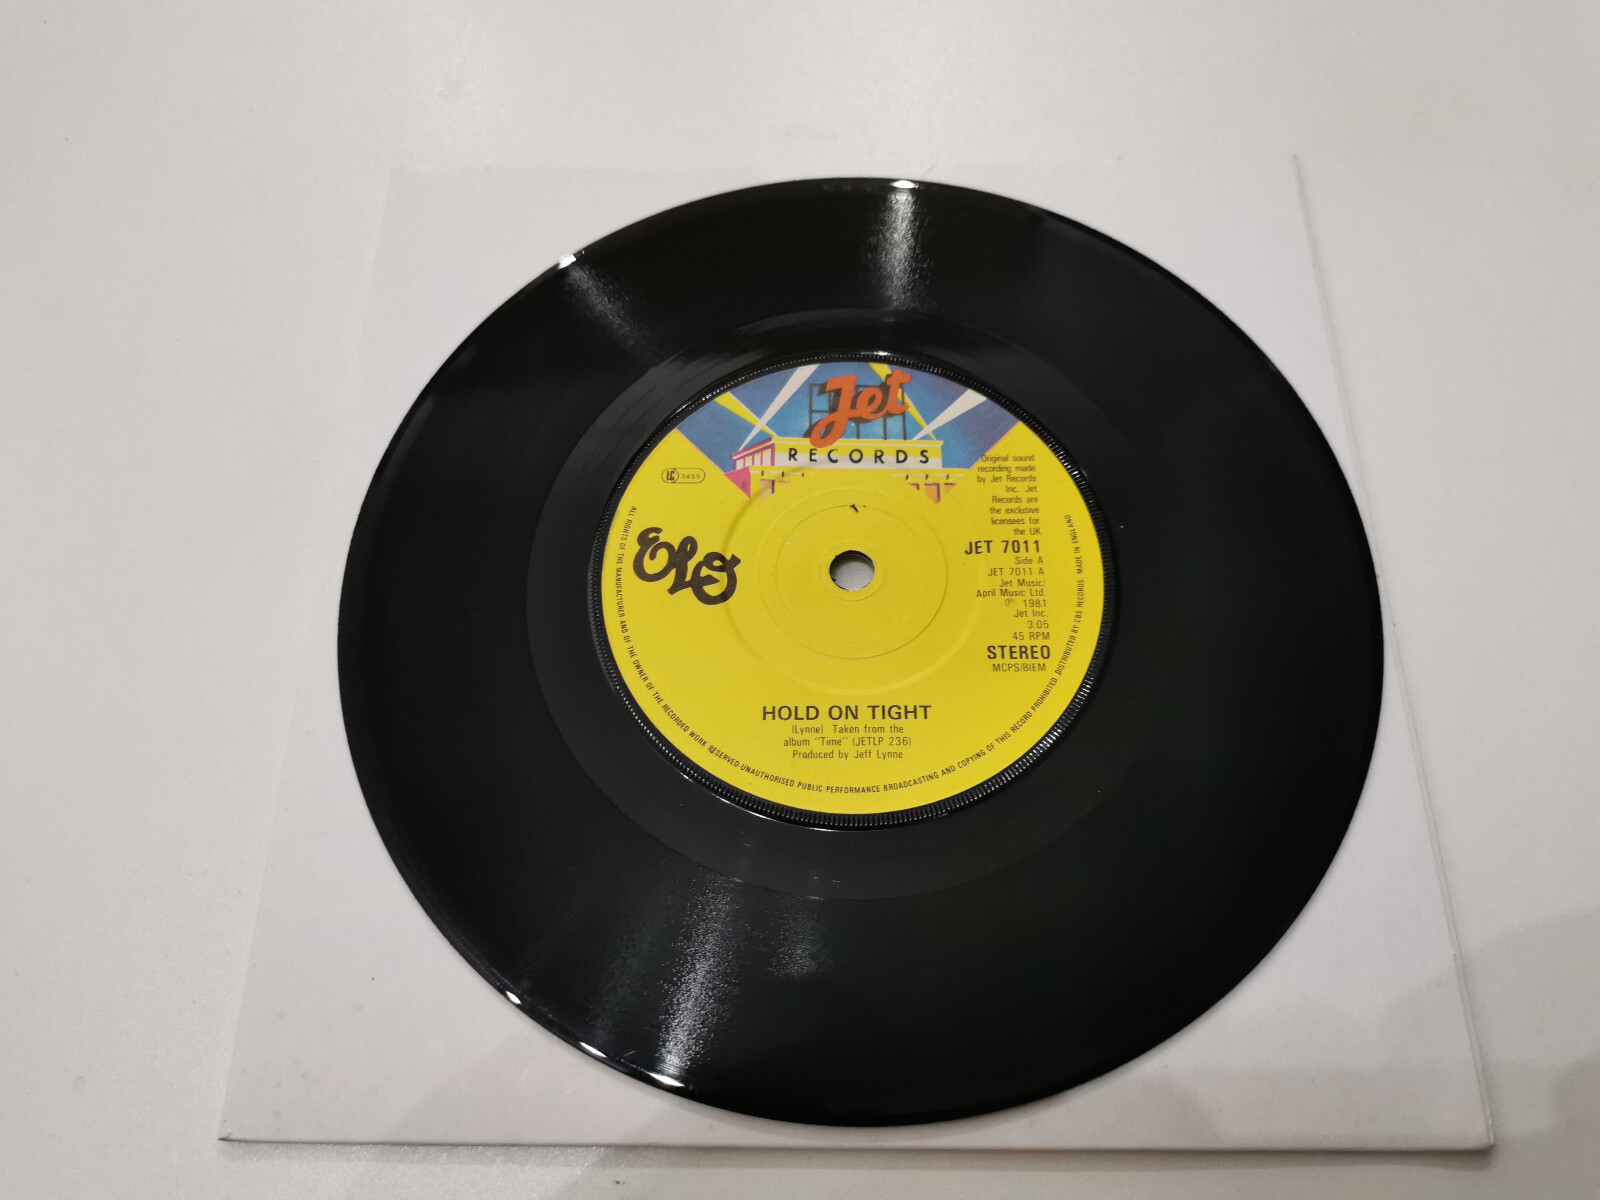 Jet
RECORDS
LC 3455
Original sound
recording made
by Jet Records
Inc. Jet
Records are
the exclusive
licensees for
the UK
ELO
JET 7011
Side A
JET 7011 A
Jet Music/
April Music Ltd.
℗ 1981
Jet Inc.
3.05
45 RPM
STEREO
MCPS/BIEM
HOLD ON TIGHT
(Lynne) Taken from the
album "Time" (JETLP 236)
Produced by Jeff Lynne
ALL RIGHTS OF THE MANUFACTURER AND OF THE OWNER OF THE RECORDED WORK RESERVED·UNAUTHORISED PUBLIC PERFORMANCE BROADCASTING AND COPYING OF THIS RECORD PROHIBITED. DISTRIBUTED BY CBS RECORDS. MADE IN ENGLAND